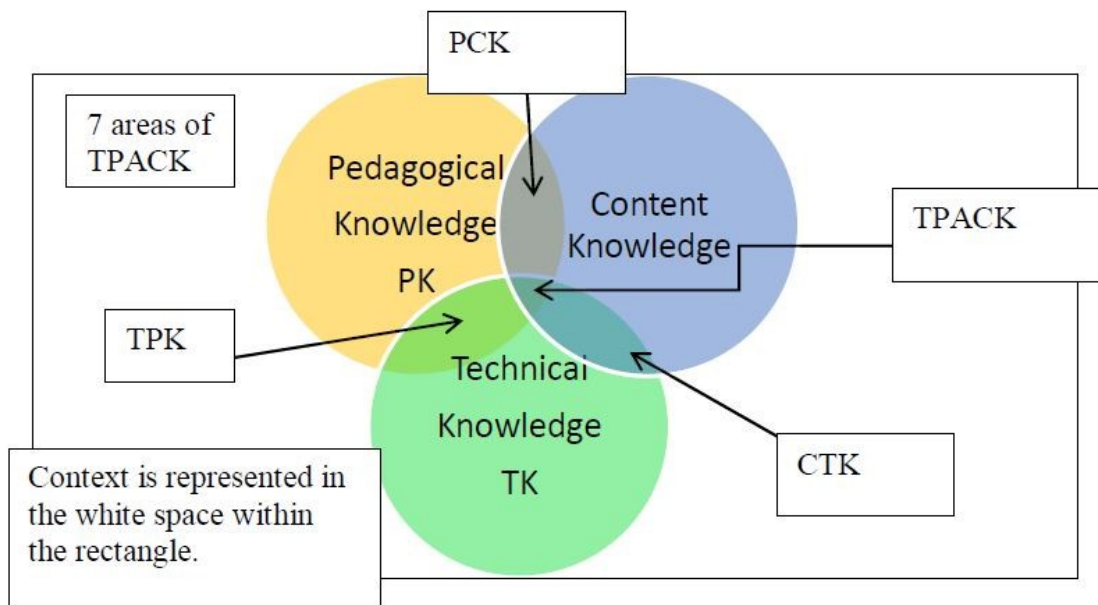 PCK
7 areas of
TPACK
Pedagogical
Knowledge
PK
Content
Knowledge
TPACK
TPK
Technical
Knowledge
TK
CTK
Context is represented in
the white space within
the rectangle.